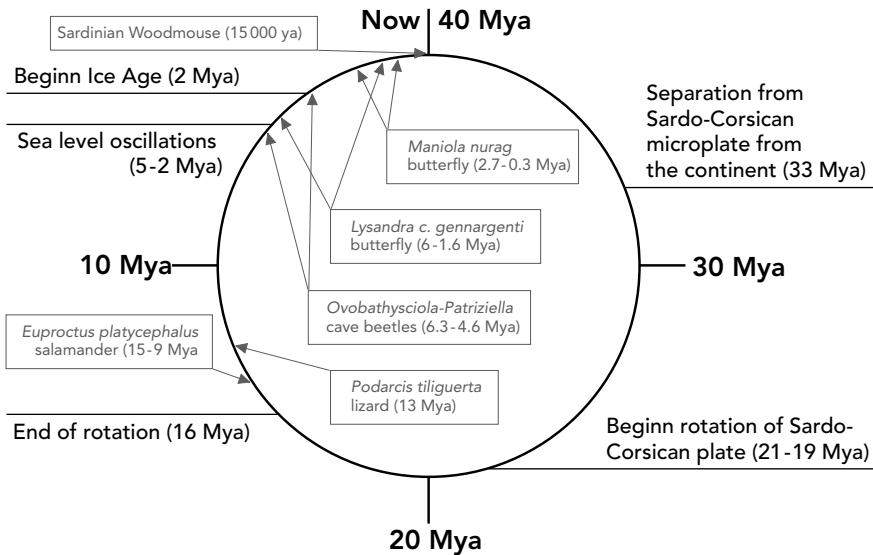 Now 40 Mya
Sardinian Woodmouse (15 000 ya)
Beginn Ice Age (2 Mya)
Sea level oscillations
(5-2 Mya)
Separation from
Sardo-Corsican
microplate from
the continent (33 Mya)
Maniola nurag
butterfly (2.7-0.3 Mya)
Lysandra c. gennargenti
butterfly (6-1.6 Mya)
10 Mya
30 Mya
Ovobathysciola-Patriziella
cave beetles (6.3-4.6 Mya)
Euproctus platycephalus
salamander (15-9 Mya
Podarcis tiliguerta
lizard (13 Mya)
End of rotation (16 Mya)
Beginn rotation of Sardo-
Corsican plate (21-19 Mya)
20 Mya